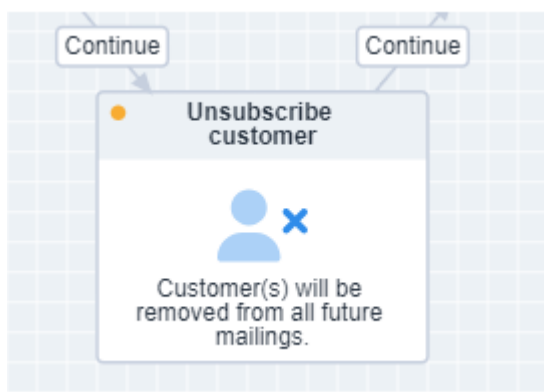 Continue
Continue
Unsubscribe
customer
Customer(s) will be
removed from all future
mailings.